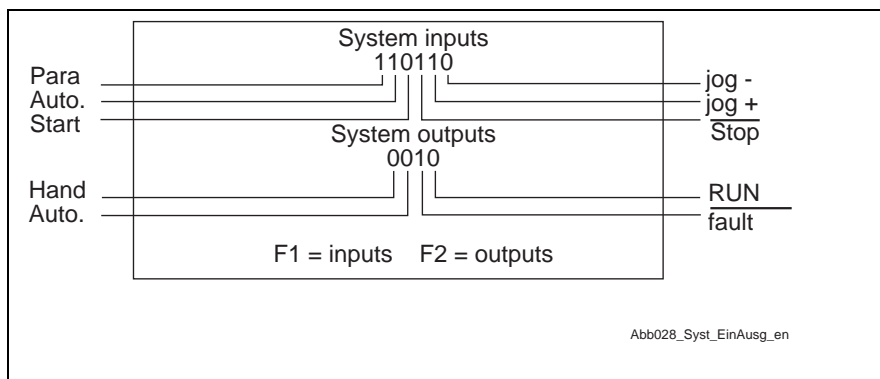 System inputs
110110
Para
Auto.
Start
jog -
jog +
Stop
System outputs
0010
Hand
Auto.
RUN
fault
F1 = inputs F2 = outputs
Abb028_Syst_EinAusg_en